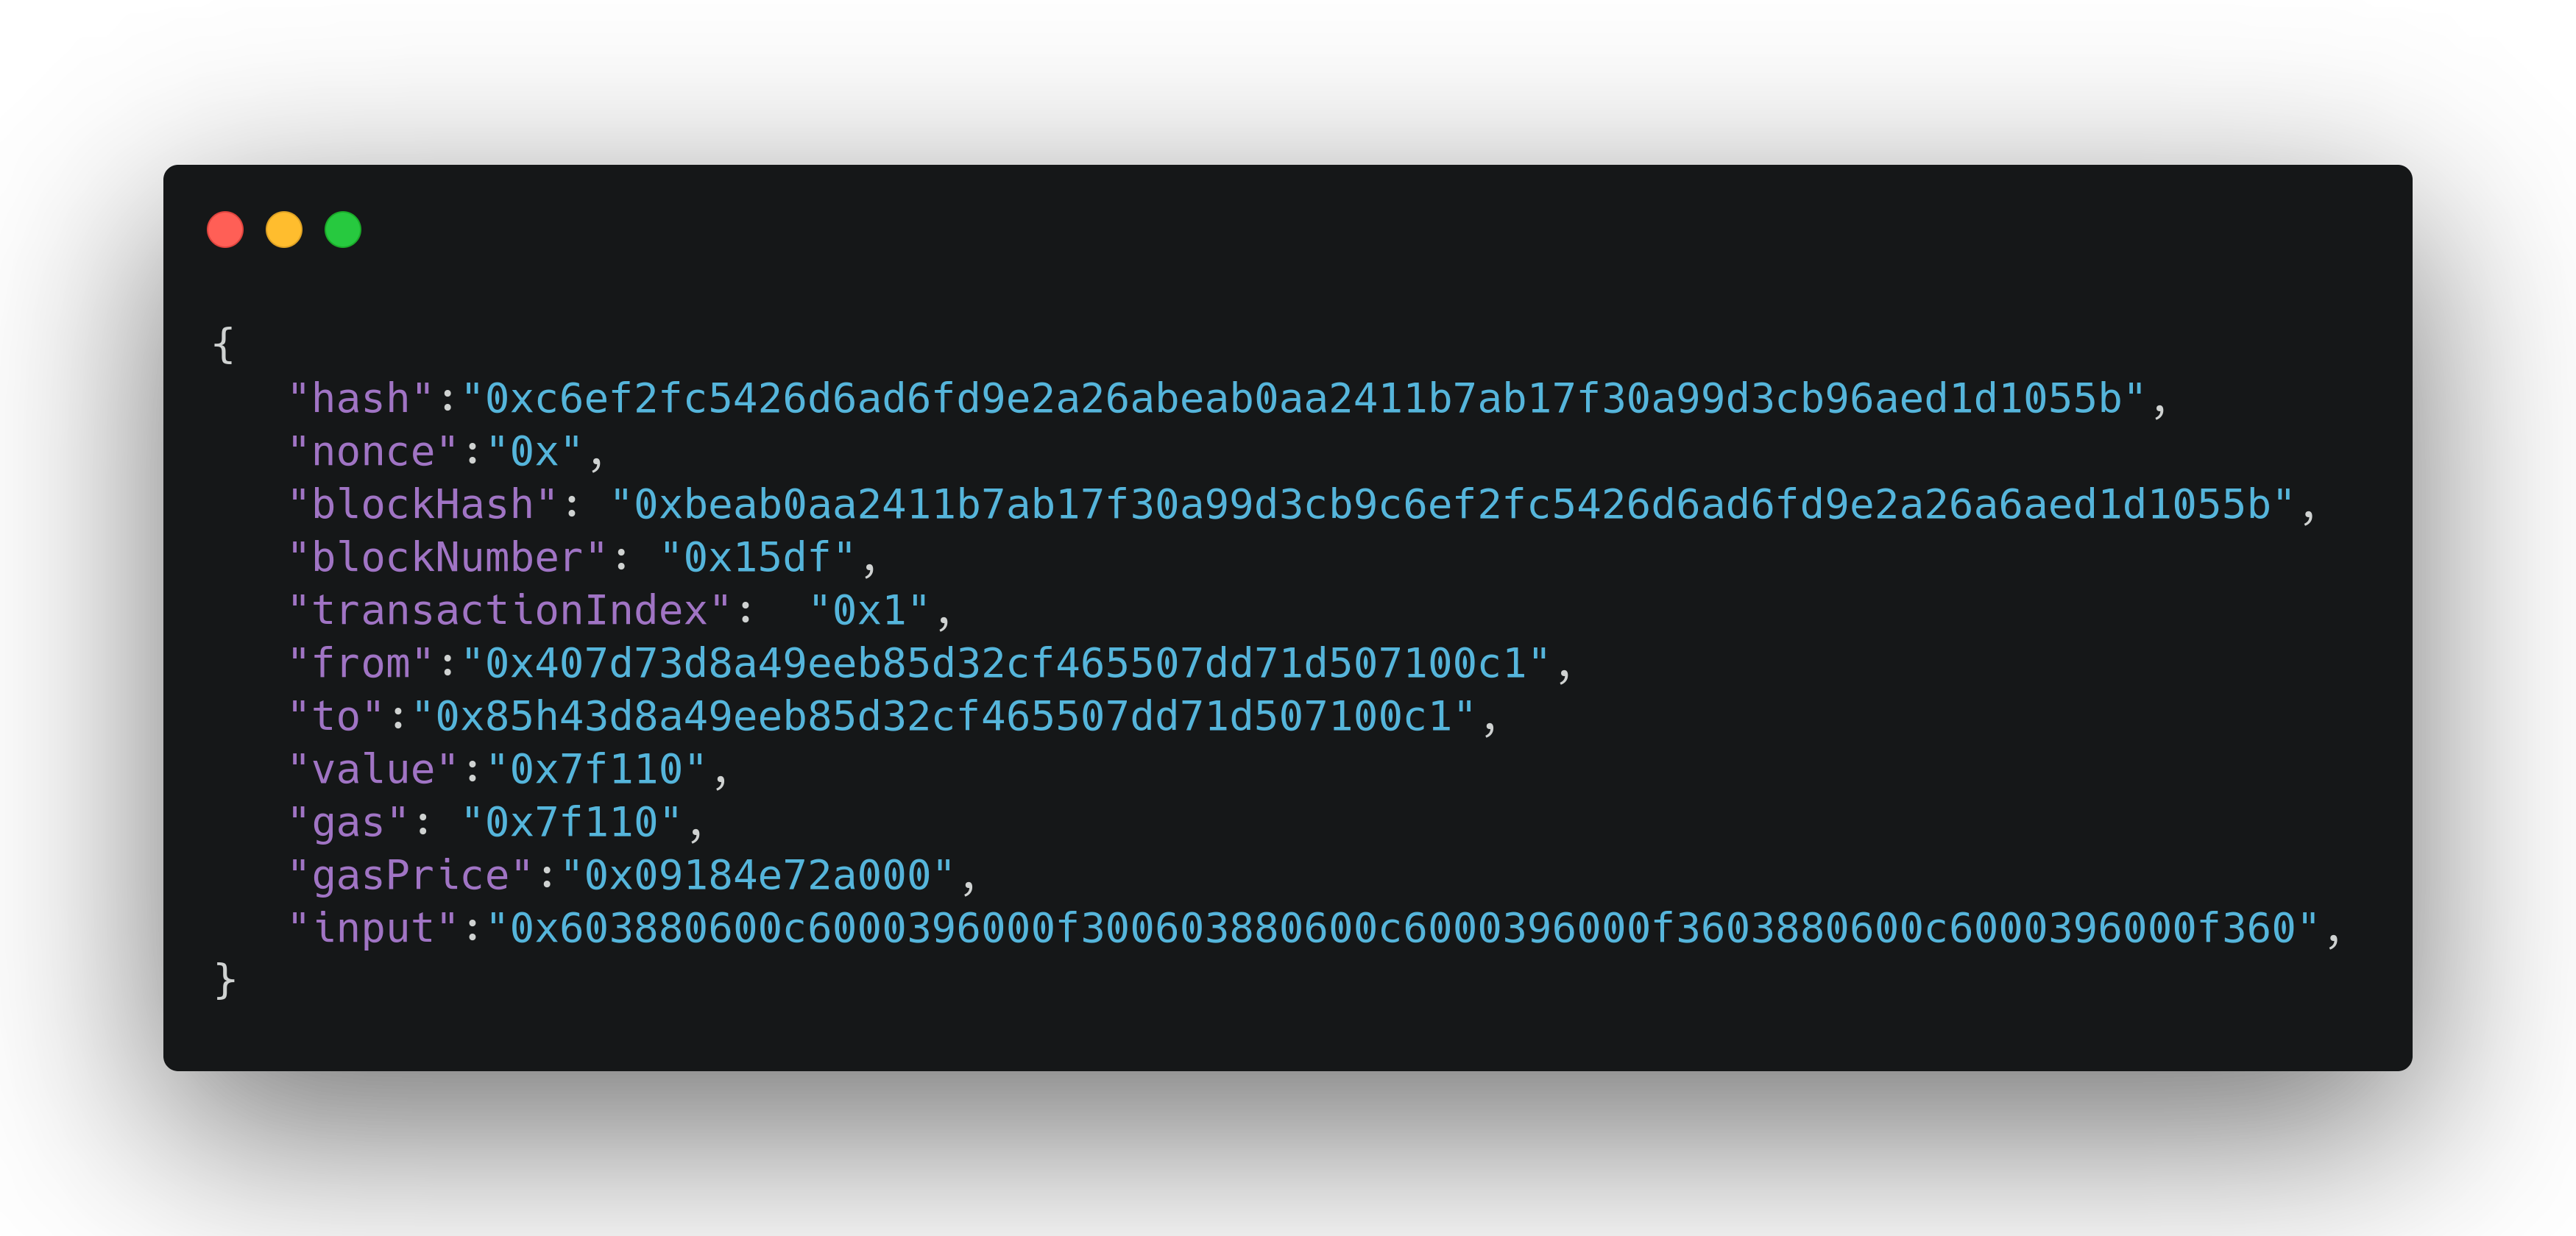 {
   "hash":"0xc6ef2fc5426d6ad6fd9e2a26abeab0aa2411b7ab17f30a99d3cb96aed1d1055b",
   "nonce":"0x",
   "blockHash": "0xbeab0aa2411b7ab17f30a99d3cb9c6ef2fc5426d6ad6fd9e2a26a6aed1d1055b",
   "blockNumber": "0x15df",
   "transactionIndex":  "0x1",
   "from":"0x407d73d8a49eeb85d32cf465507dd71d507100c1",
   "to":"0x85h43d8a49eeb85d32cf465507dd71d507100c1",
   "value":"0x7f110",
   "gas": "0x7f110",
   "gasPrice":"0x09184e72a000",
   "input":"0x603880600c6000396000f300603880600c6000396000f3603880600c6000396000f360",
}